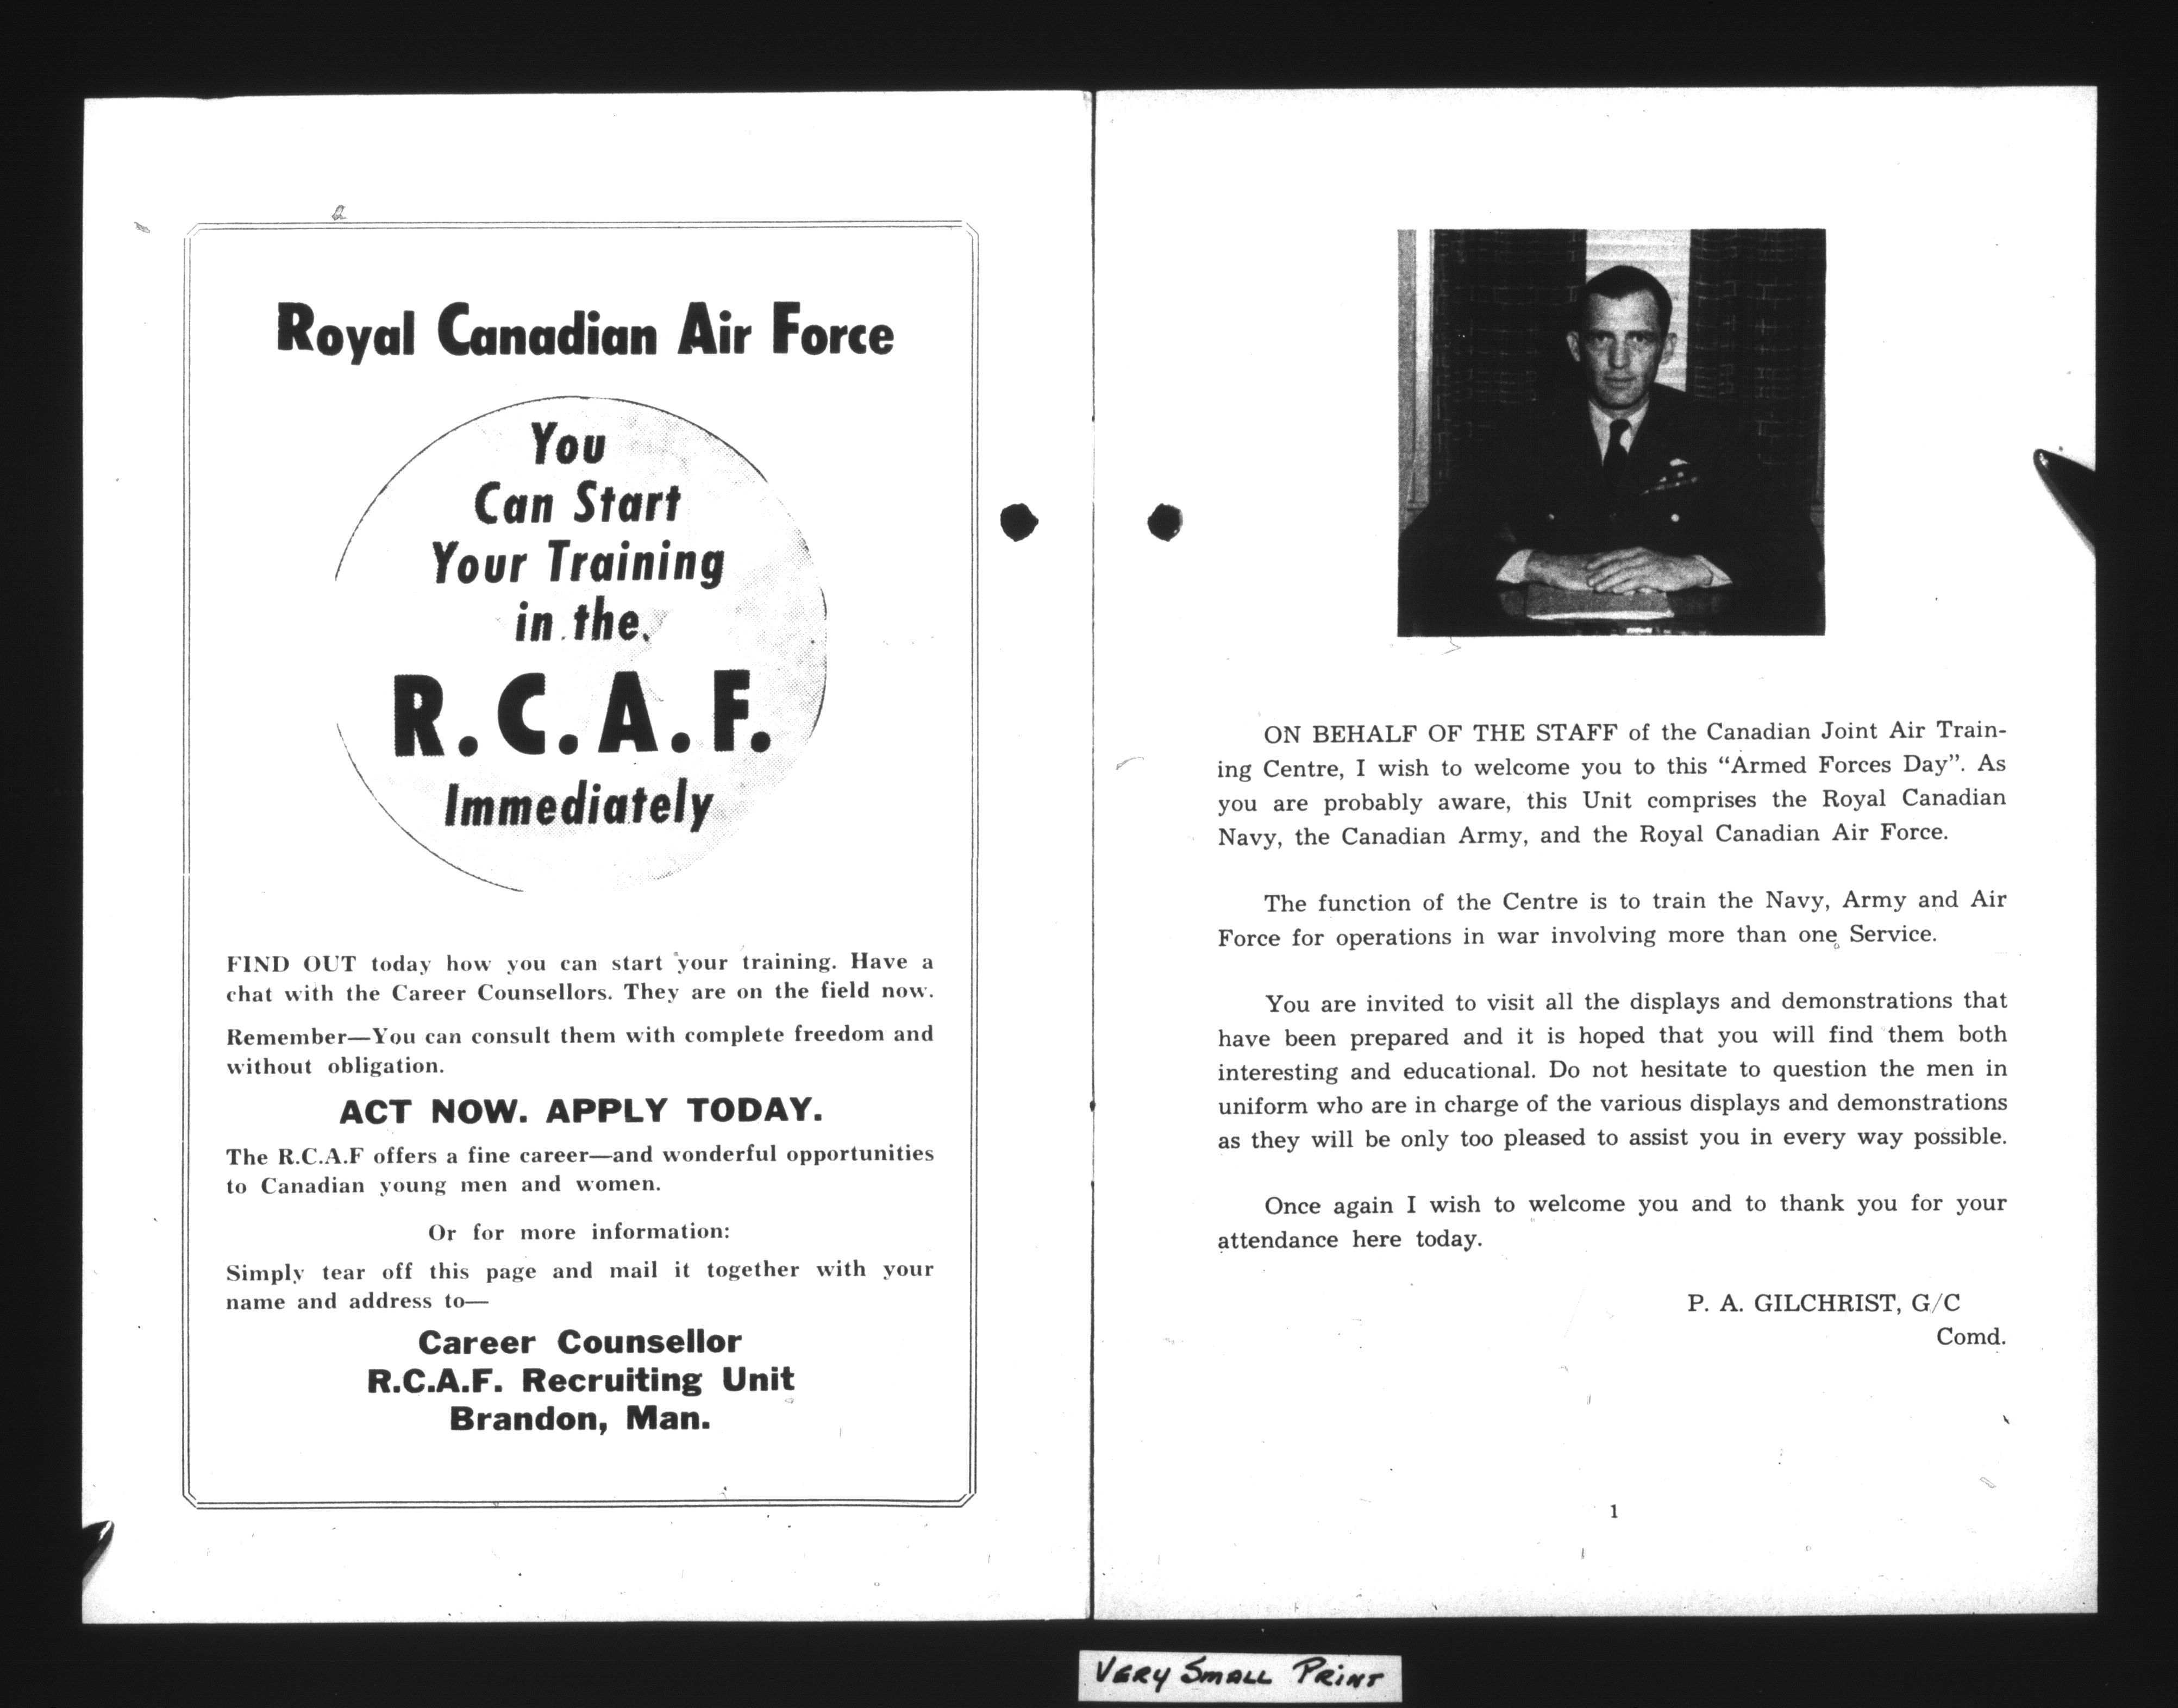 Royal Canadian Air Force
You
Can Start
Your Training
in the
R.C.A.F.
Immediately
FIND OUT today how you can start your training. Have a
chat with the Career Counsellors. They are on the field now.
Remember—You can consult them with complete freedom and
without obligation.
ACT NOW. APPLY TODAY.
The R.C.A.F offers a fine career—and wonderful opportunities
to Canadian young men and women.
Or for more information:
Simply tear off this page and mail it together with your
name and address to—
Career Counsellor
R.C.A.F. Recruiting Unit
Brandon, Man.
ON BEHALF OF THE STAFF of the Canadian Joint Air Train-
ing Centre, I wish to welcome you to this “Armed Forces Day”. As
you are probably aware, this Unit comprises the Royal Canadian
Navy, the Canadian Army, and the Royal Canadian Air Force.
The function of the Centre is to train the Navy, Army and Air
Force for operations in war involving more than one Service.
You are invited to visit all the displays and demonstrations that
have been prepared and it is hoped that you will find them both
interesting and educational. Do not hesitate to question the men in
uniform who are in charge of the various displays and demonstrations
as they will be only too pleased to assist you in every way possible.
Once again I wish to welcome you and to thank you for your
attendance here today.
P. A. GILCHRIST, G/C
Comd.
1
VERY SMALL PRINT